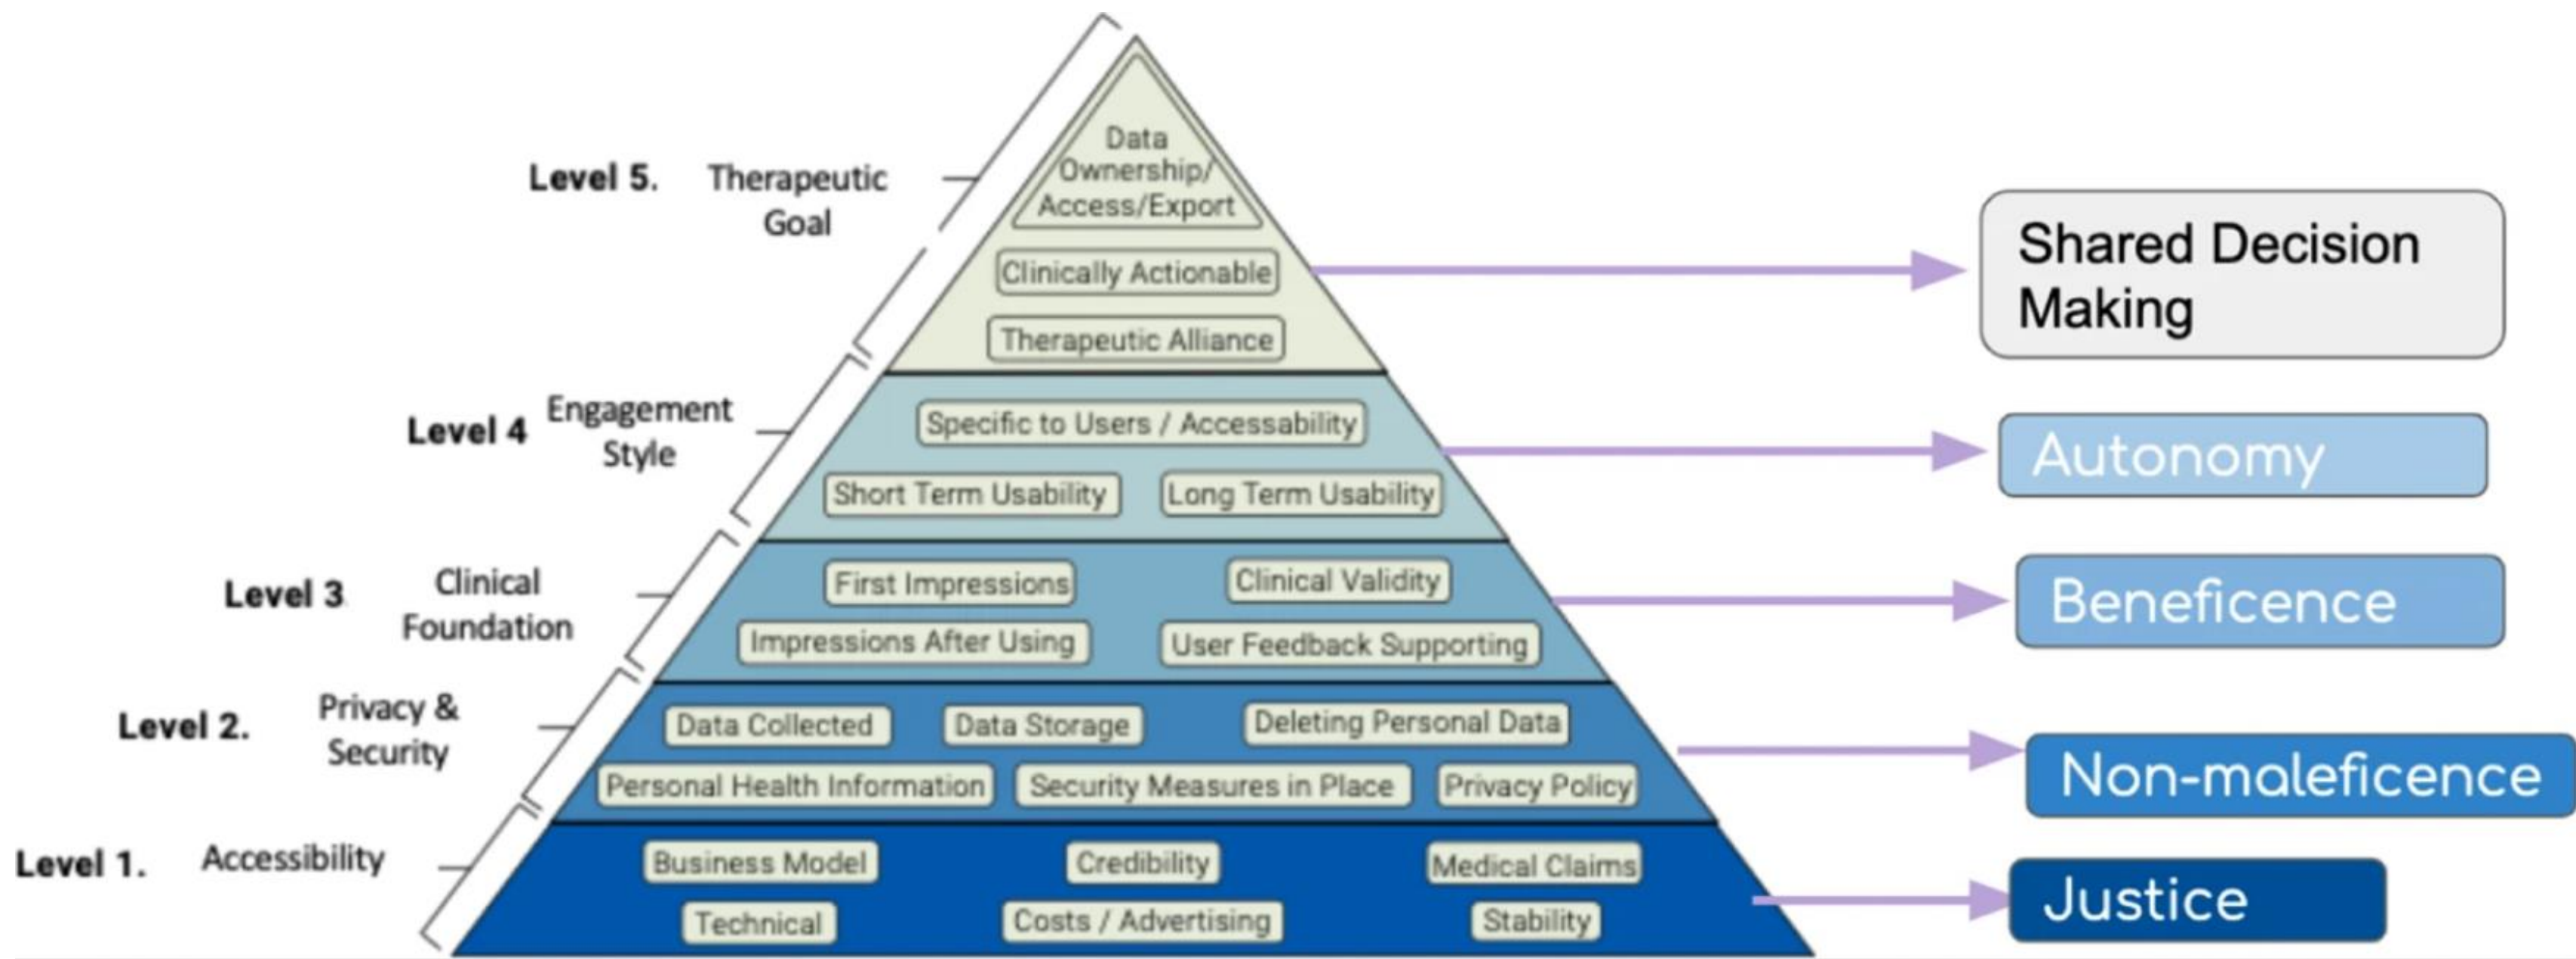 Data
Ownership/
Access/Export
Level 5. Therapeutic
Goal
Clinically Actionable
Therapeutic Alliance
Shared Decision
Making
Level 4 Engagement
Style
Specific to Users / Accessability
Short Term Usability Long Term Usability
Autonomy
Level 3 Clinical
Foundation
First Impressions Clinical Validity
Impressions After Using User Feedback Supporting
Beneficence
Level 2. Privacy &
Security
Data Collected Data Storage Deleting Personal Data
Personal Health Information Security Measures in Place Privacy Policy
Non-maleficence
Level 1. Accessibility
Business Model Credibility Medical Claims
Technical Costs / Advertising Stability
Justice